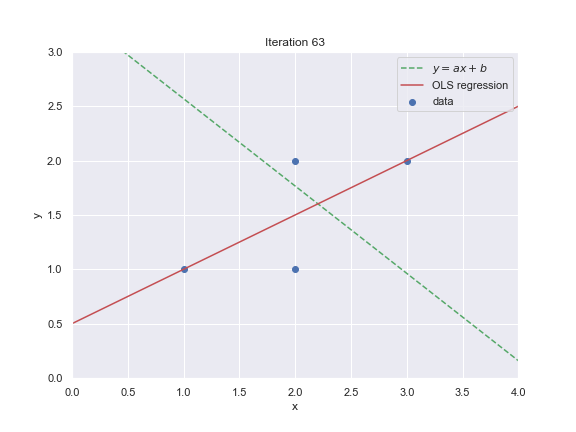 Iteration 63
y = ax + b
OLS regression
data
3.0
2.5
2.0
1.5
1.0
0.5
0.0
y
0.0 0.5 1.0 1.5 2.0 2.5 3.0 3.5 4.0
x